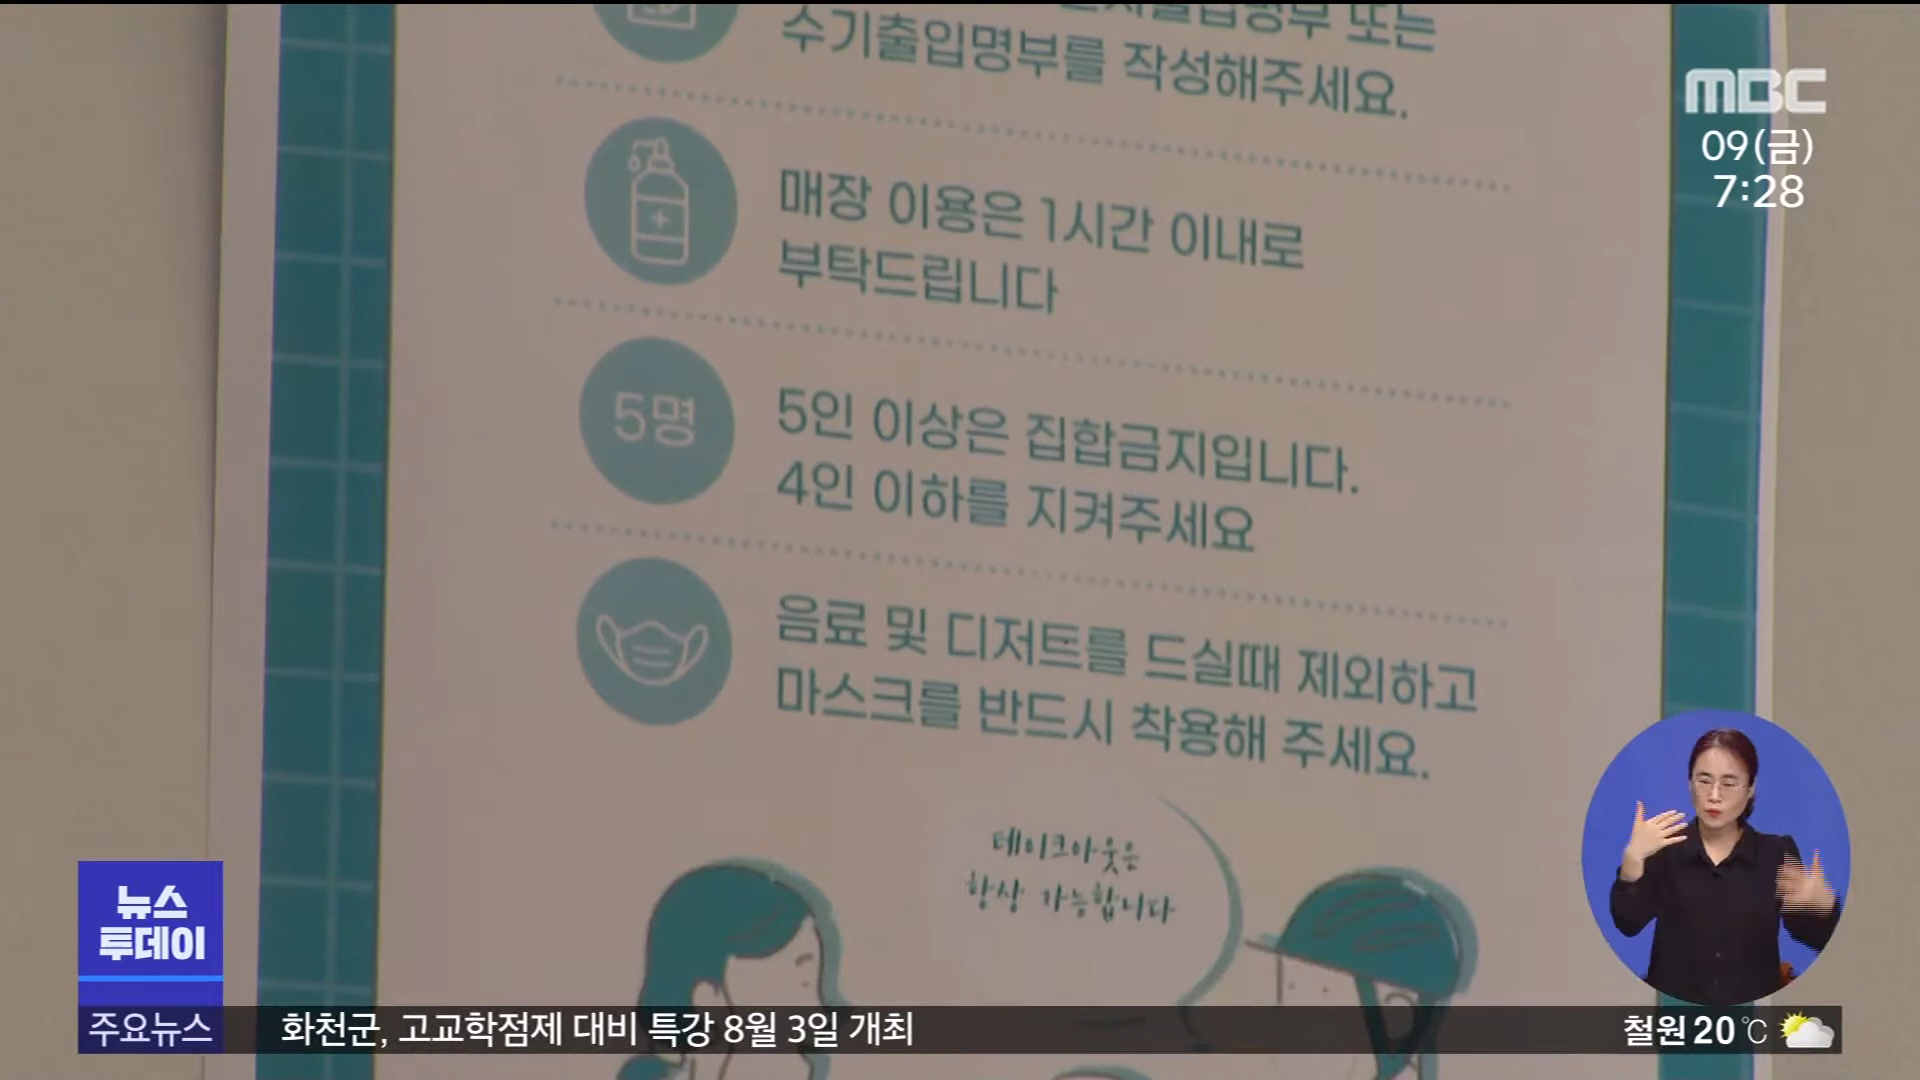 또는
수기출입명부를 작성해주세요.
매장 이용은 1시간 이내로
부탁드립니다
5명
5인 이상은 집합금지입니다.
4인 이하를 지켜주세요
음료 및 디저트를 드실때 제외하고
마스크를 반드시 착용해 주세요.
테이크아웃은
항상 가능합니다
MBC
09(금)
7:28
뉴스
투데이
주요뉴스
화천군, 고교학점제 대비 특강 8월 3일 개최
철원 20℃